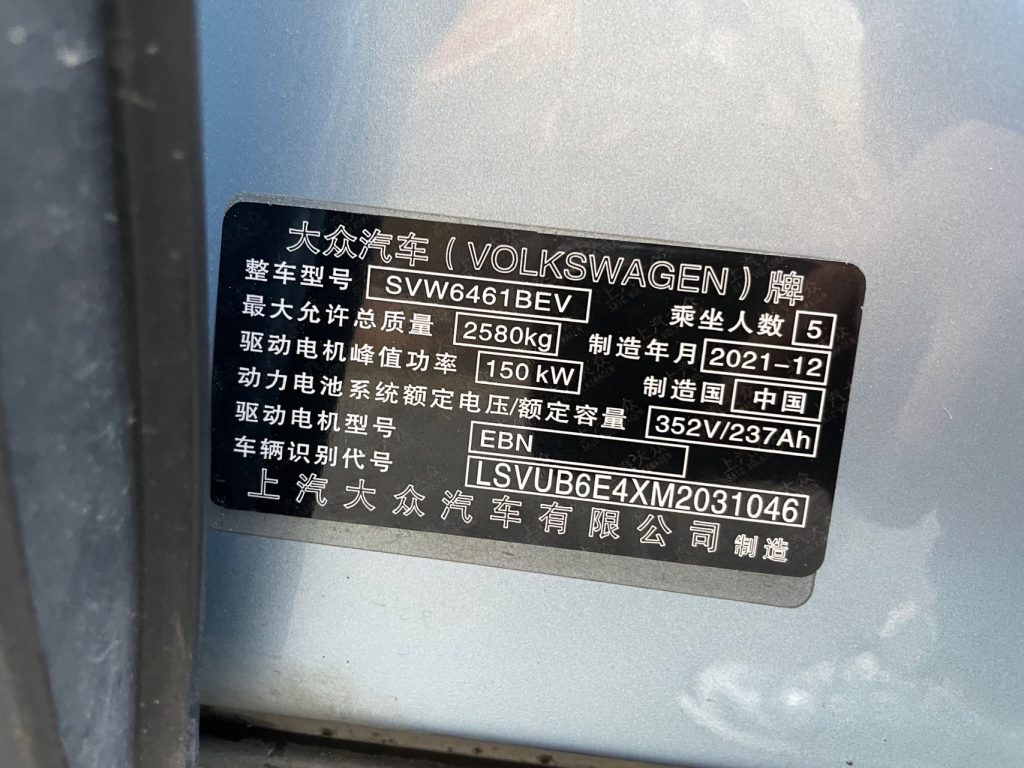 大众汽车(VOLKSWAGEN)牌
整车型号 SVW6461BEV 乘坐人数 5
最大允许总质量 2580kg 制造年月 2021-12
驱动电机峰值功率 150 kW 制造国 中国
动力电池系统额定电压/额定容量 352V/237Ah
驱动电机型号 EBN
车辆识别代号 LSVUB6E4XM2031046
上汽大众汽车有限公司 制造